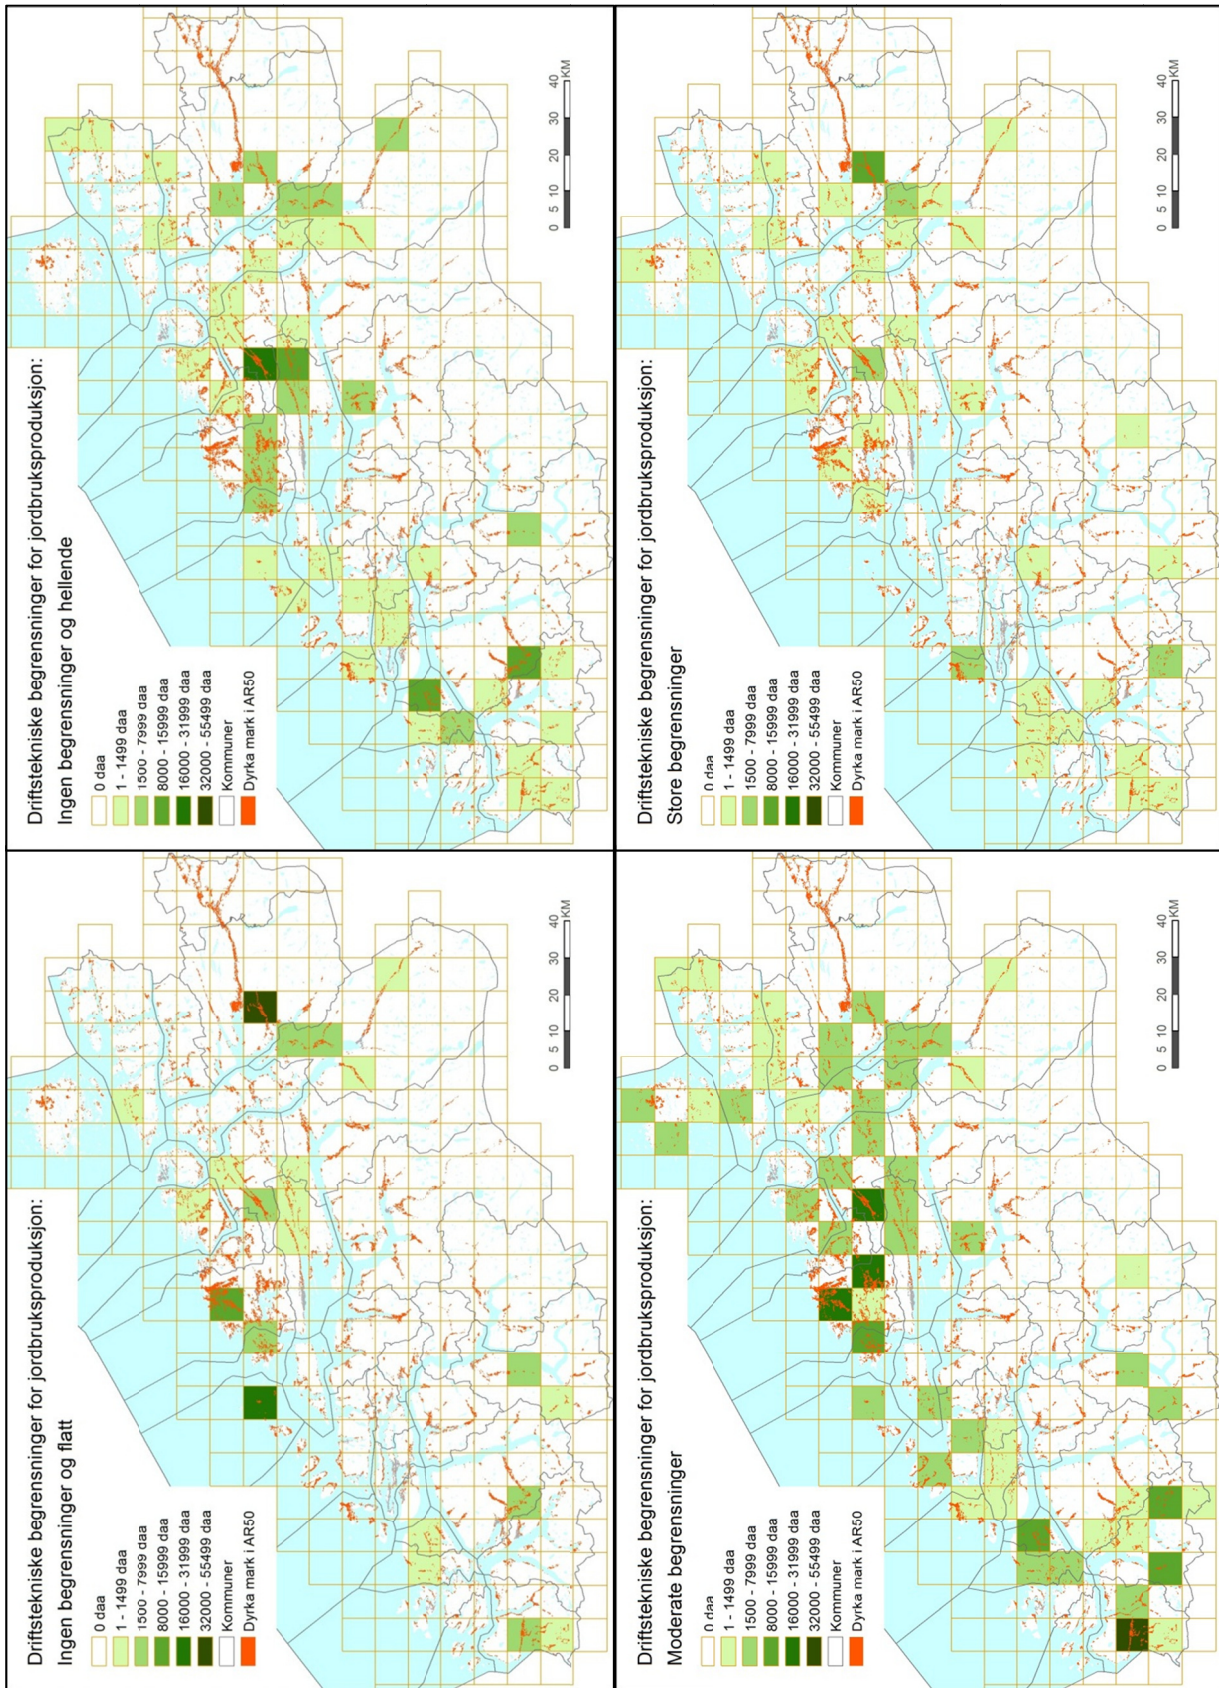 Driftstekniske begrensninger for jordbruksproduksjon:
Ingen begrensninger og flatt
0 daa
1 - 1499 daa
1500 - 7999 daa
8000 - 15999 daa
16000 - 31999 daa
32000 - 55499 daa
Kommuner
Dyrka mark i AR50
0 5 10 20 30 40
KM
Driftstekniske begrensninger for jordbruksproduksjon:
Ingen begrensninger og hellende
0 daa
1 - 1499 daa
1500 - 7999 daa
8000 - 15999 daa
16000 - 31999 daa
32000 - 55499 daa
Kommuner
Dyrka mark i AR50
0 5 10 20 30 40
KM
Driftstekniske begrensninger for jordbruksproduksjon:
Moderate begrensninger
0 daa
1 - 1499 daa
1500 - 7999 daa
8000 - 15999 daa
16000 - 31999 daa
32000 - 55499 daa
Kommuner
Dyrka mark i AR50
0 5 10 20 30 40
KM
Driftstekniske begrensninger for jordbruksproduksjon:
Store begrensninger
0 daa
1 - 1499 daa
1500 - 7999 daa
8000 - 15999 daa
16000 - 31999 daa
32000 - 55499 daa
Kommuner
Dyrka mark i AR50
0 5 10 20 30 40
KM